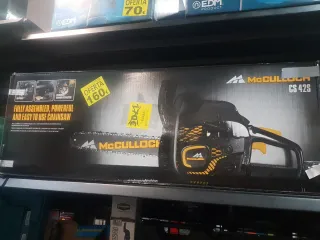 OFERTA
70.
EDM
FULLY ASSEMBLED, POWERFUL
AND EASY TO USE CHAINSAW
OFERTA
160.
McCULLOCH
CS 42S
McCULLOCH